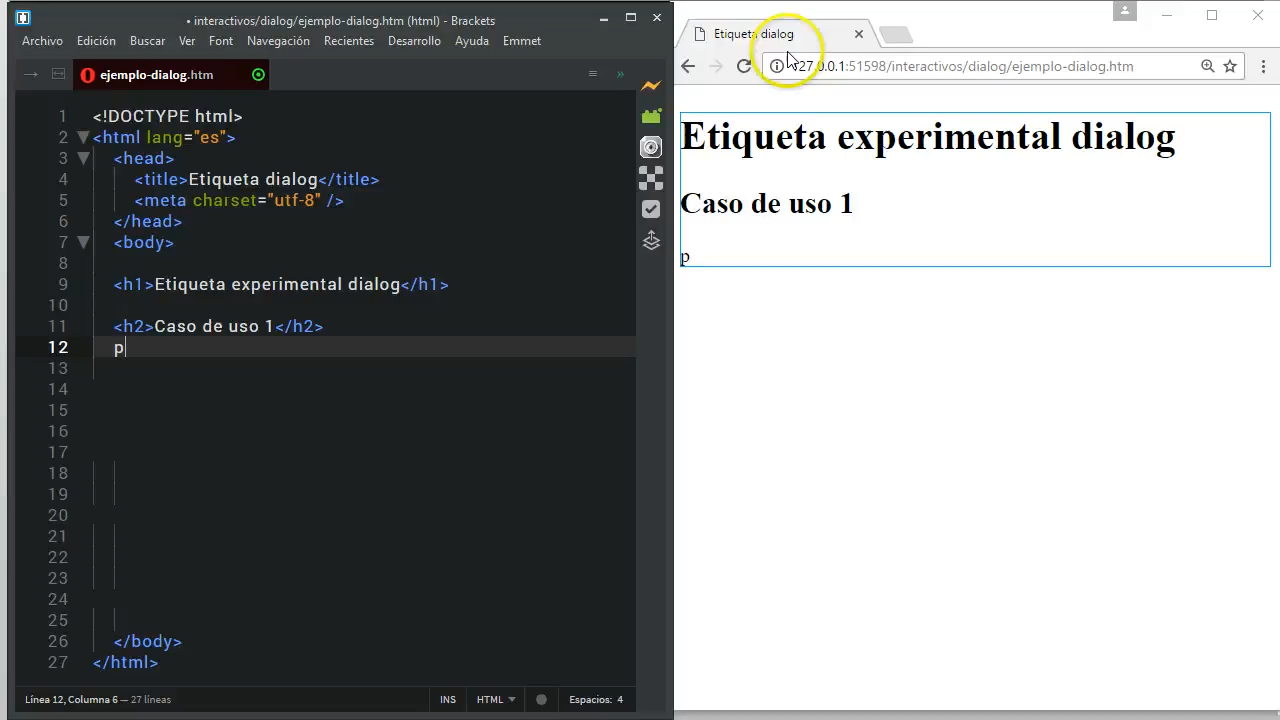 • interactivos/dialog/ejemplo-dialog.htm (html) - Brackets
Archivo Edición Buscar Ver Font Navegación Recientes Desarrollo Ayuda Emmet
ejemplo-dialog.htm
1 <!DOCTYPE html>
2 <html lang="es">
3 <head>
4 <title>Etiqueta dialog</title>
5 <meta charset="utf-8" />
6 </head>
7 <body>
8
9 <h1>Etiqueta experimental dialog</h1>
10
11 <h2>Caso de uso 1</h2>
12 p
13
14
15
16
17
18
19
20
21
22
23
24
25
26 </body>
27 </html>
Línea 12, Columna 6 — 27 líneas INS HTML Espacios: 4
Etiqueta dialog
127.0.0.1:51598/interactivos/dialog/ejemplo-dialog.htm
Etiqueta experimental dialog
Caso de uso 1
p